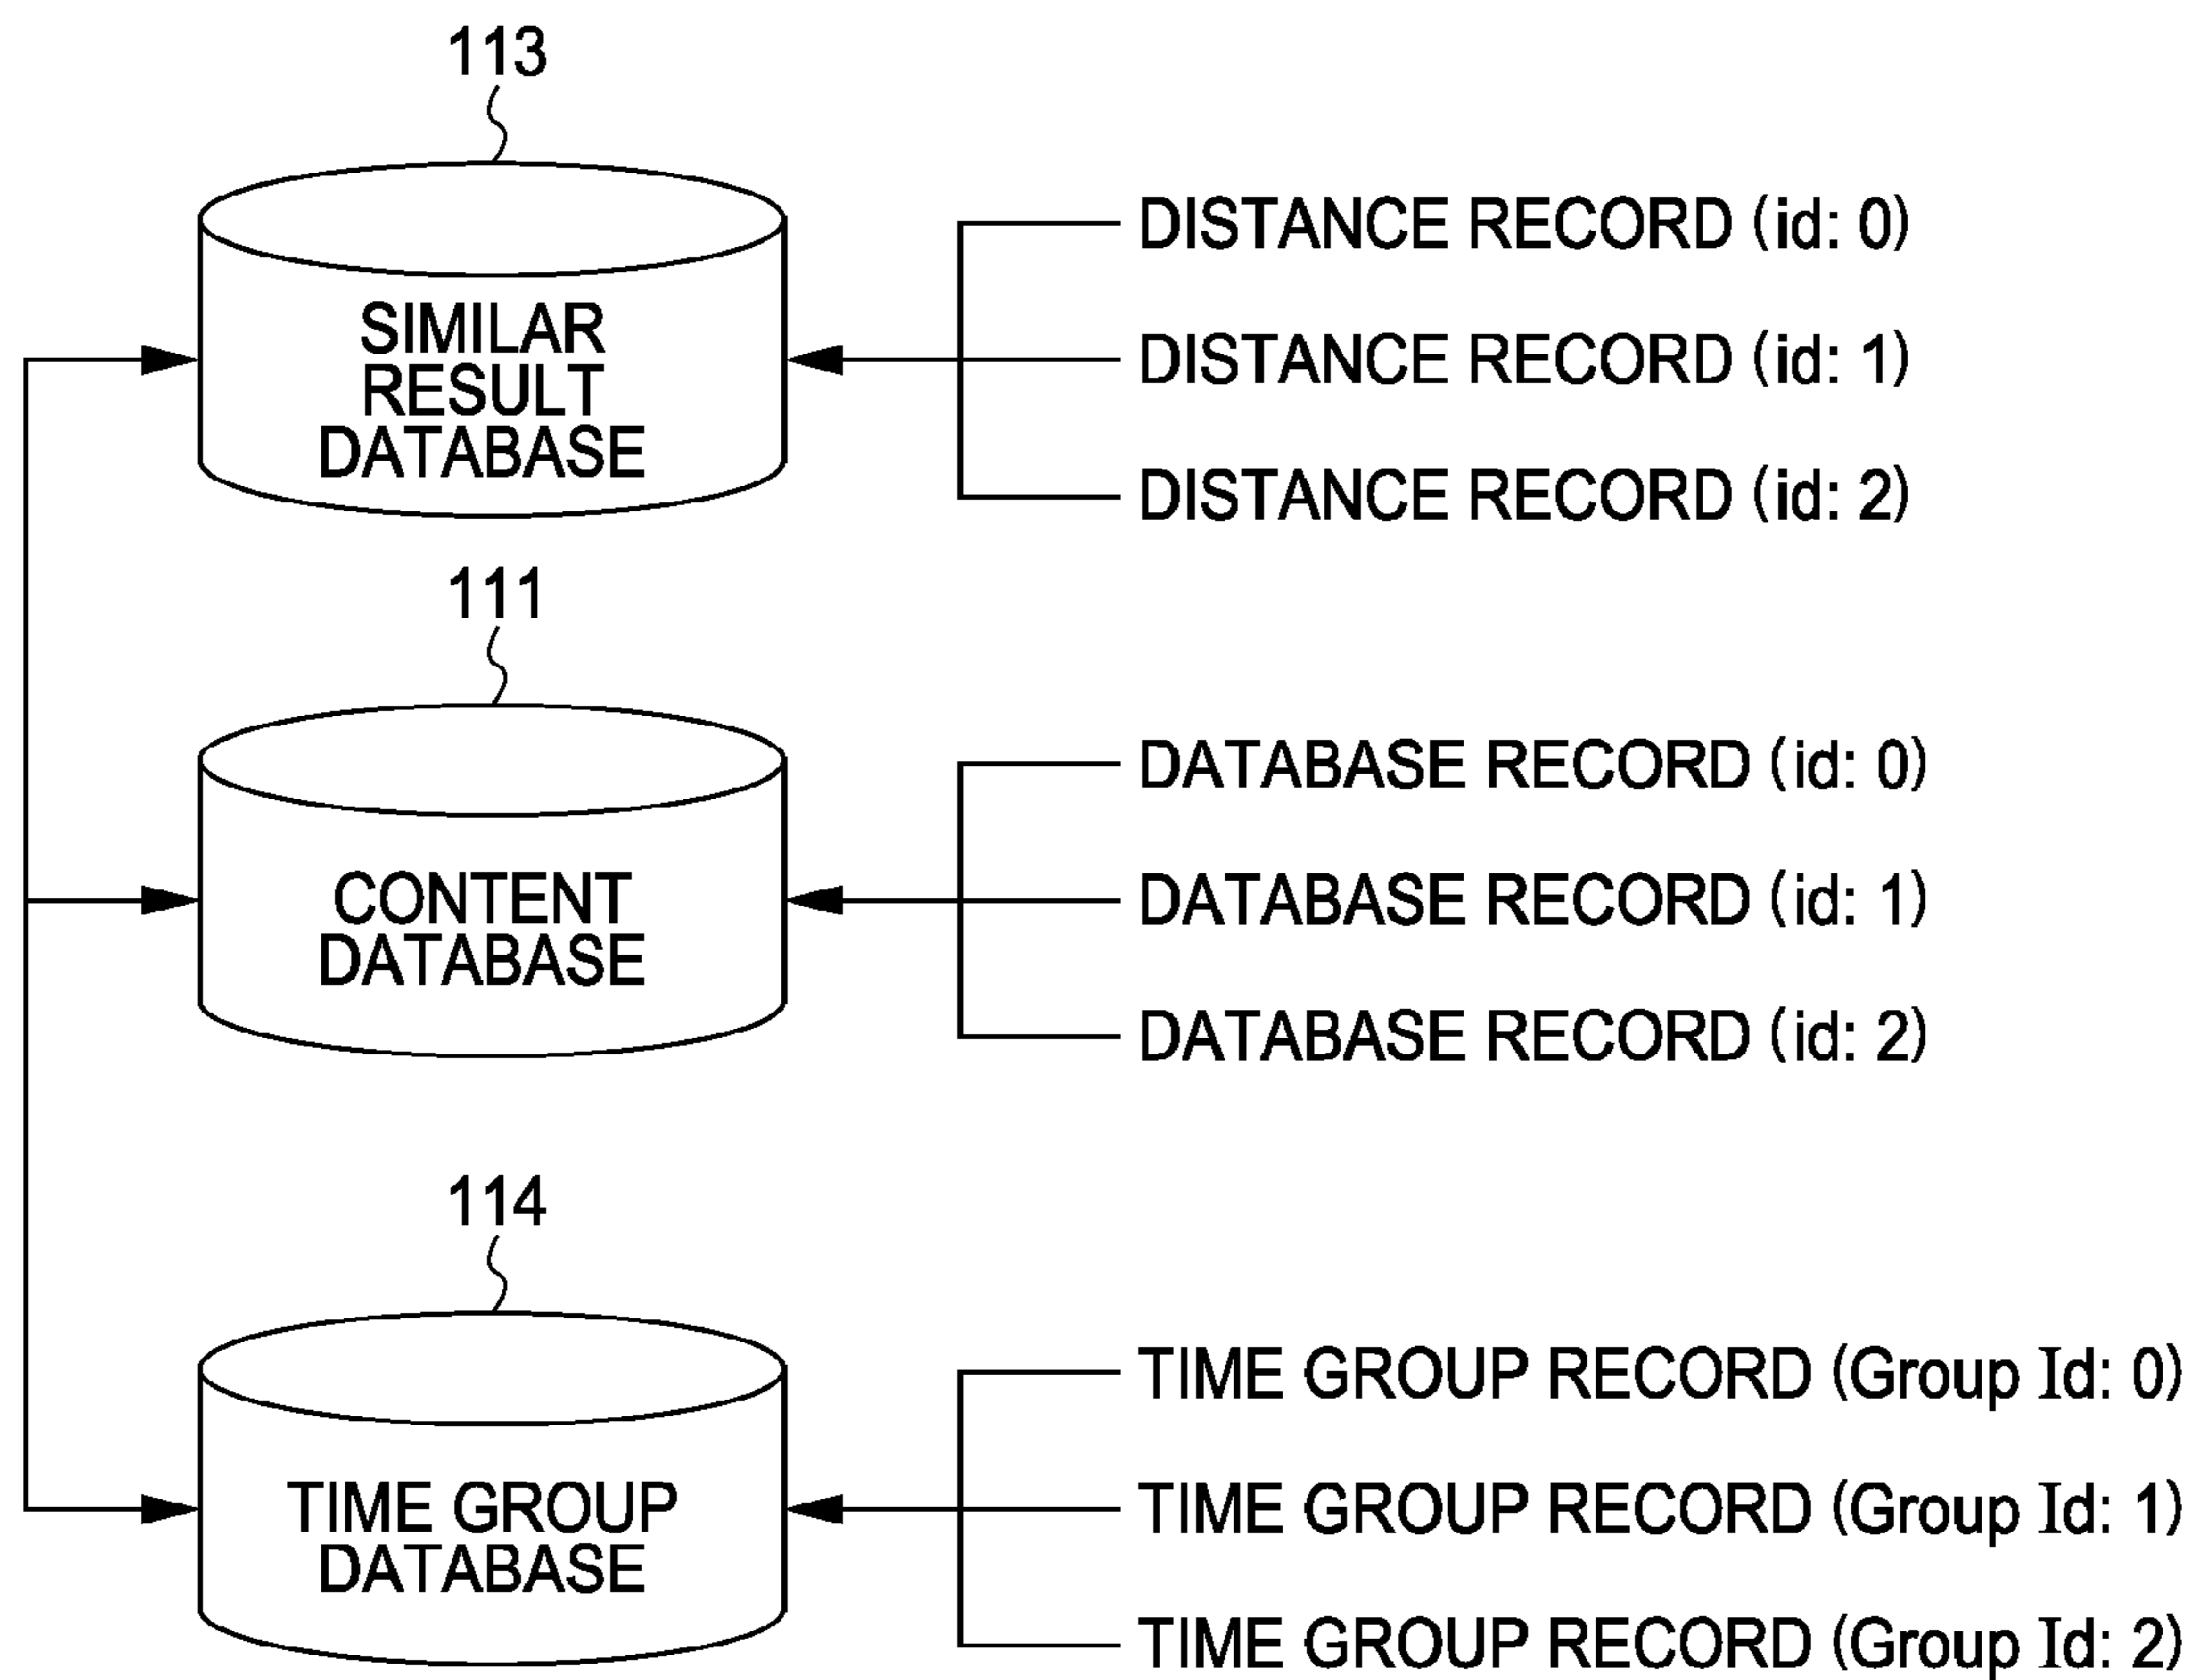 113
SIMILAR
RESULT
DATABASE
DISTANCE RECORD (id: 0)
DISTANCE RECORD (id: 1)
DISTANCE RECORD (id: 2)
111
CONTENT
DATABASE
DATABASE RECORD (id: 0)
DATABASE RECORD (id: 1)
DATABASE RECORD (id: 2)
114
TIME GROUP
DATABASE
TIME GROUP RECORD (Group Id: 0)
TIME GROUP RECORD (Group Id: 1)
TIME GROUP RECORD (Group Id: 2)